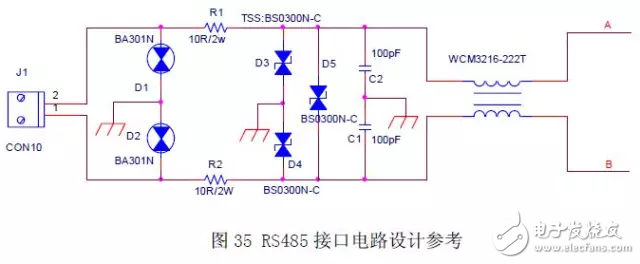 R1
10R/2w
TSS:BS0300N-C
BA301N
D1
D3
D5
100pF
C2
WCM3216-222T
A
J1
2
1
CON10
D2
BA301N
BS0300N-C
C1
100pF
R2
10R/2W
D4
BS0300N-C
B
图 35 RS485 接口电路设计参考
电子发烧友
www.elecfans.com